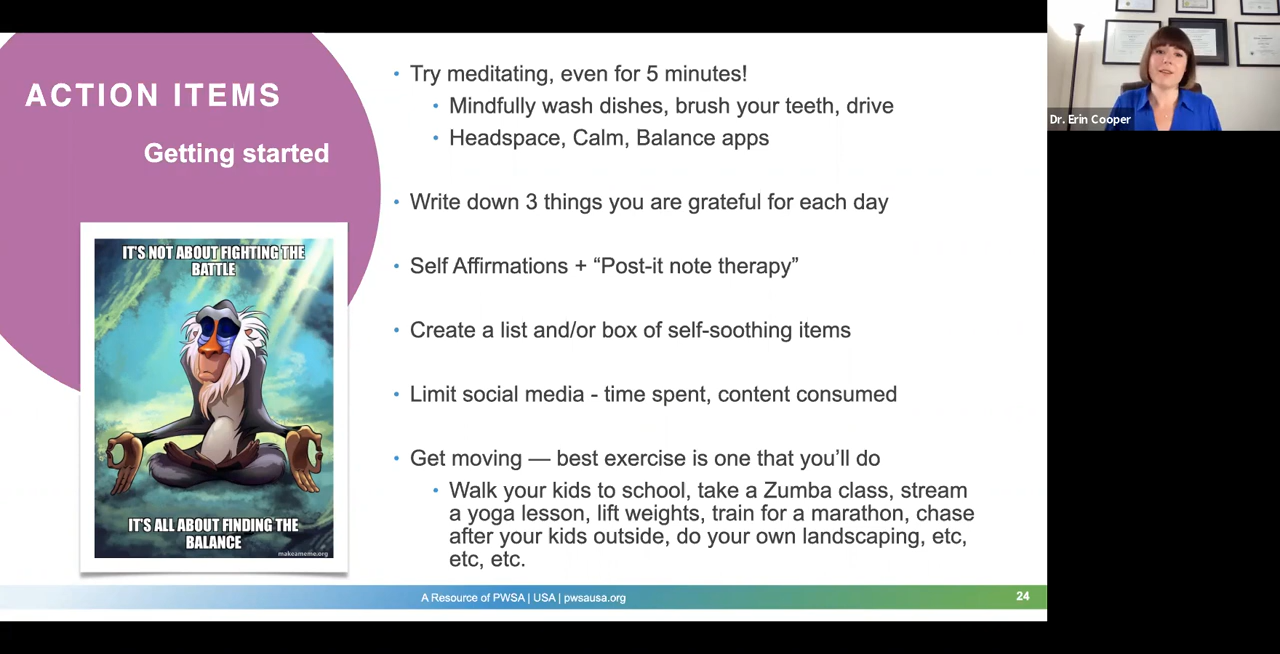 ACTION ITEMS
Getting started
IT'S NOT ABOUT FIGHTING THE
BATTLE
IT'S ALL ABOUT FINDING THE
BALANCE
makeameme.org
• Try meditating, even for 5 minutes!
• Mindfully wash dishes, brush your teeth, drive
• Headspace, Calm, Balance apps
• Write down 3 things you are grateful for each day
• Self Affirmations + “Post-it note therapy”
• Create a list and/or box of self-soothing items
• Limit social media - time spent, content consumed
• Get moving — best exercise is one that you’ll do
• Walk your kids to school, take a Zumba class, stream
a yoga lesson, lift weights, train for a marathon, chase
after your kids outside, do your own landscaping, etc,
etc, etc.
A Resource of PWSA | USA | pwsausa.org
24
Dr. Erin Cooper